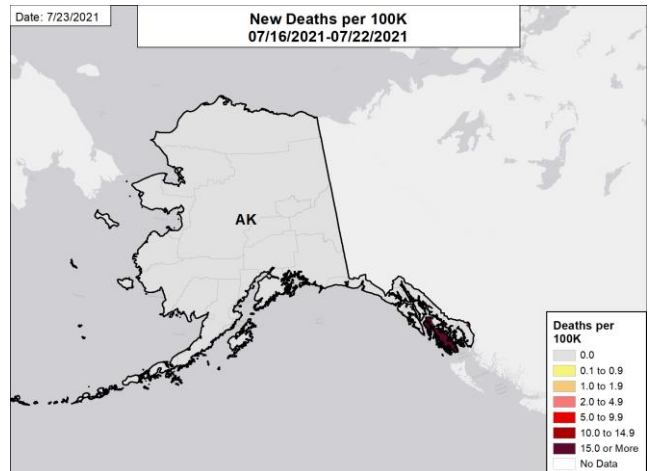 Date: 7/23/2021
New Deaths per 100K
07/16/2021-07/22/2021
AK
Deaths per
100K
0.0
0.1 to 0.9
1.0 to 1.9
2.0 to 4.9
5.0 to 9.9
10.0 to 14.9
15.0 or More
No Data